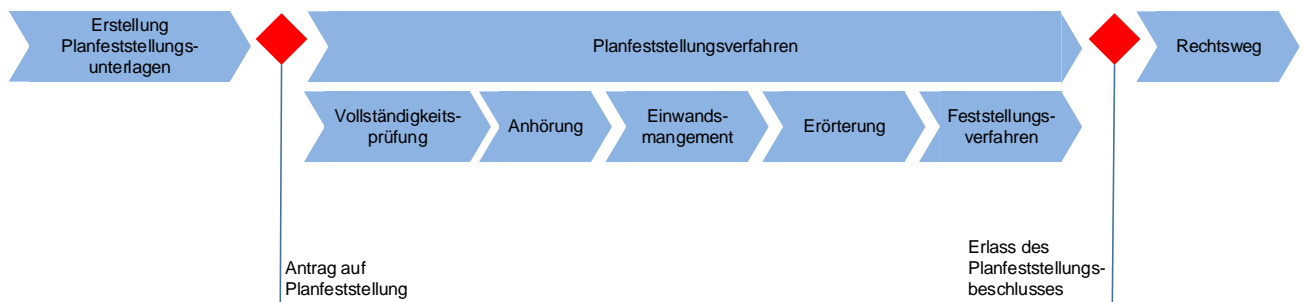 Erstellung
Planfeststellungs-
unterlagen
Planfeststellungsverfahren
Rechtsweg
Vollständigkeits-
prüfung
Anhörung
Einwands-
mangement
Erörterung
Feststellungs-
verfahren
Antrag auf
Planfeststellung
Erlass des
Planfeststellungs-
beschlusses